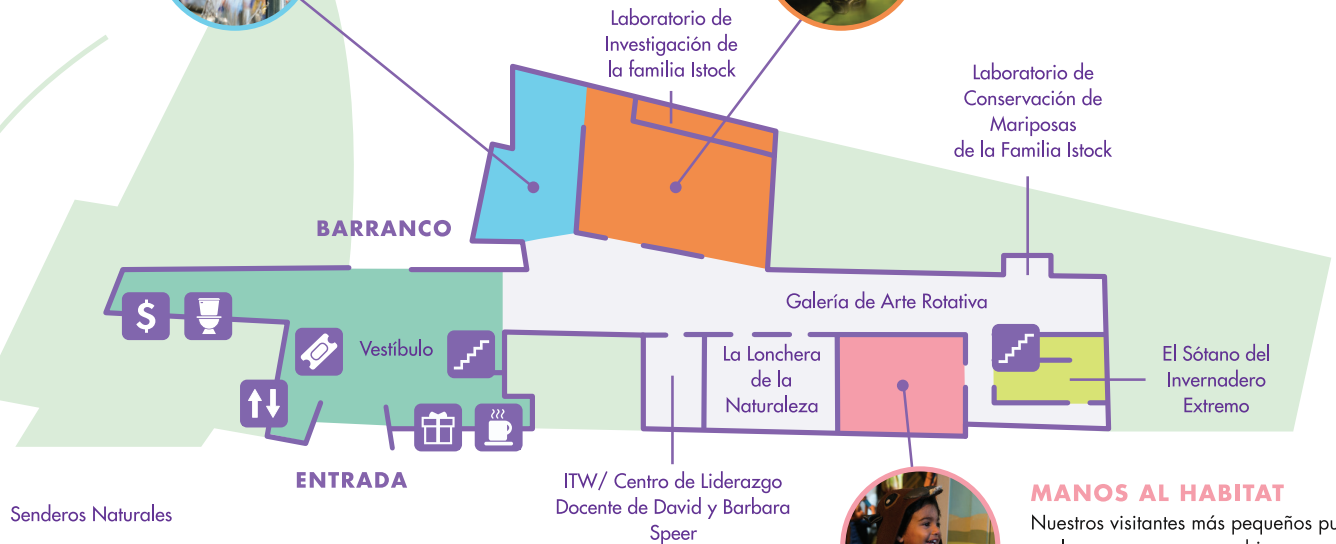 Laboratorio de
Investigación de
la familia Istock
Laboratorio de
Conservación de
Mariposas
de la Familia Istock
BARRANCO
Galería de Arte Rotativa
$
Vestíbulo
La Lonchera
de la
Naturaleza
El Sótano del
Invernadero
Extremo
ENTRADA
ITW/ Centro de Liderazgo
Docente de David y Barbara
Speer
Senderos Naturales
MANOS AL HABITAT
Nuestros visitantes más pequeños